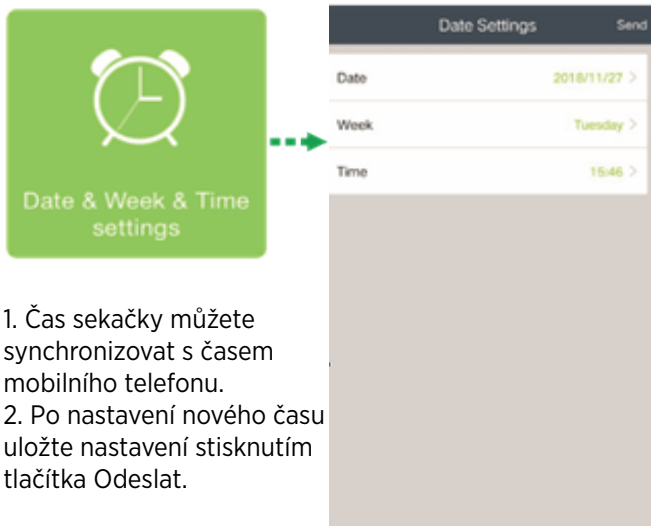 Date & Week & Time
settings
Date Settings
Send
Date
2018/11/27 >
Week
Tuesday >
Time
15:46 >
1. Čas sekačky můžete
synchronizovat s časem
mobilního telefonu.
2. Po nastavení nového času
uložte nastavení stisknutím
tlačítka Odeslat.